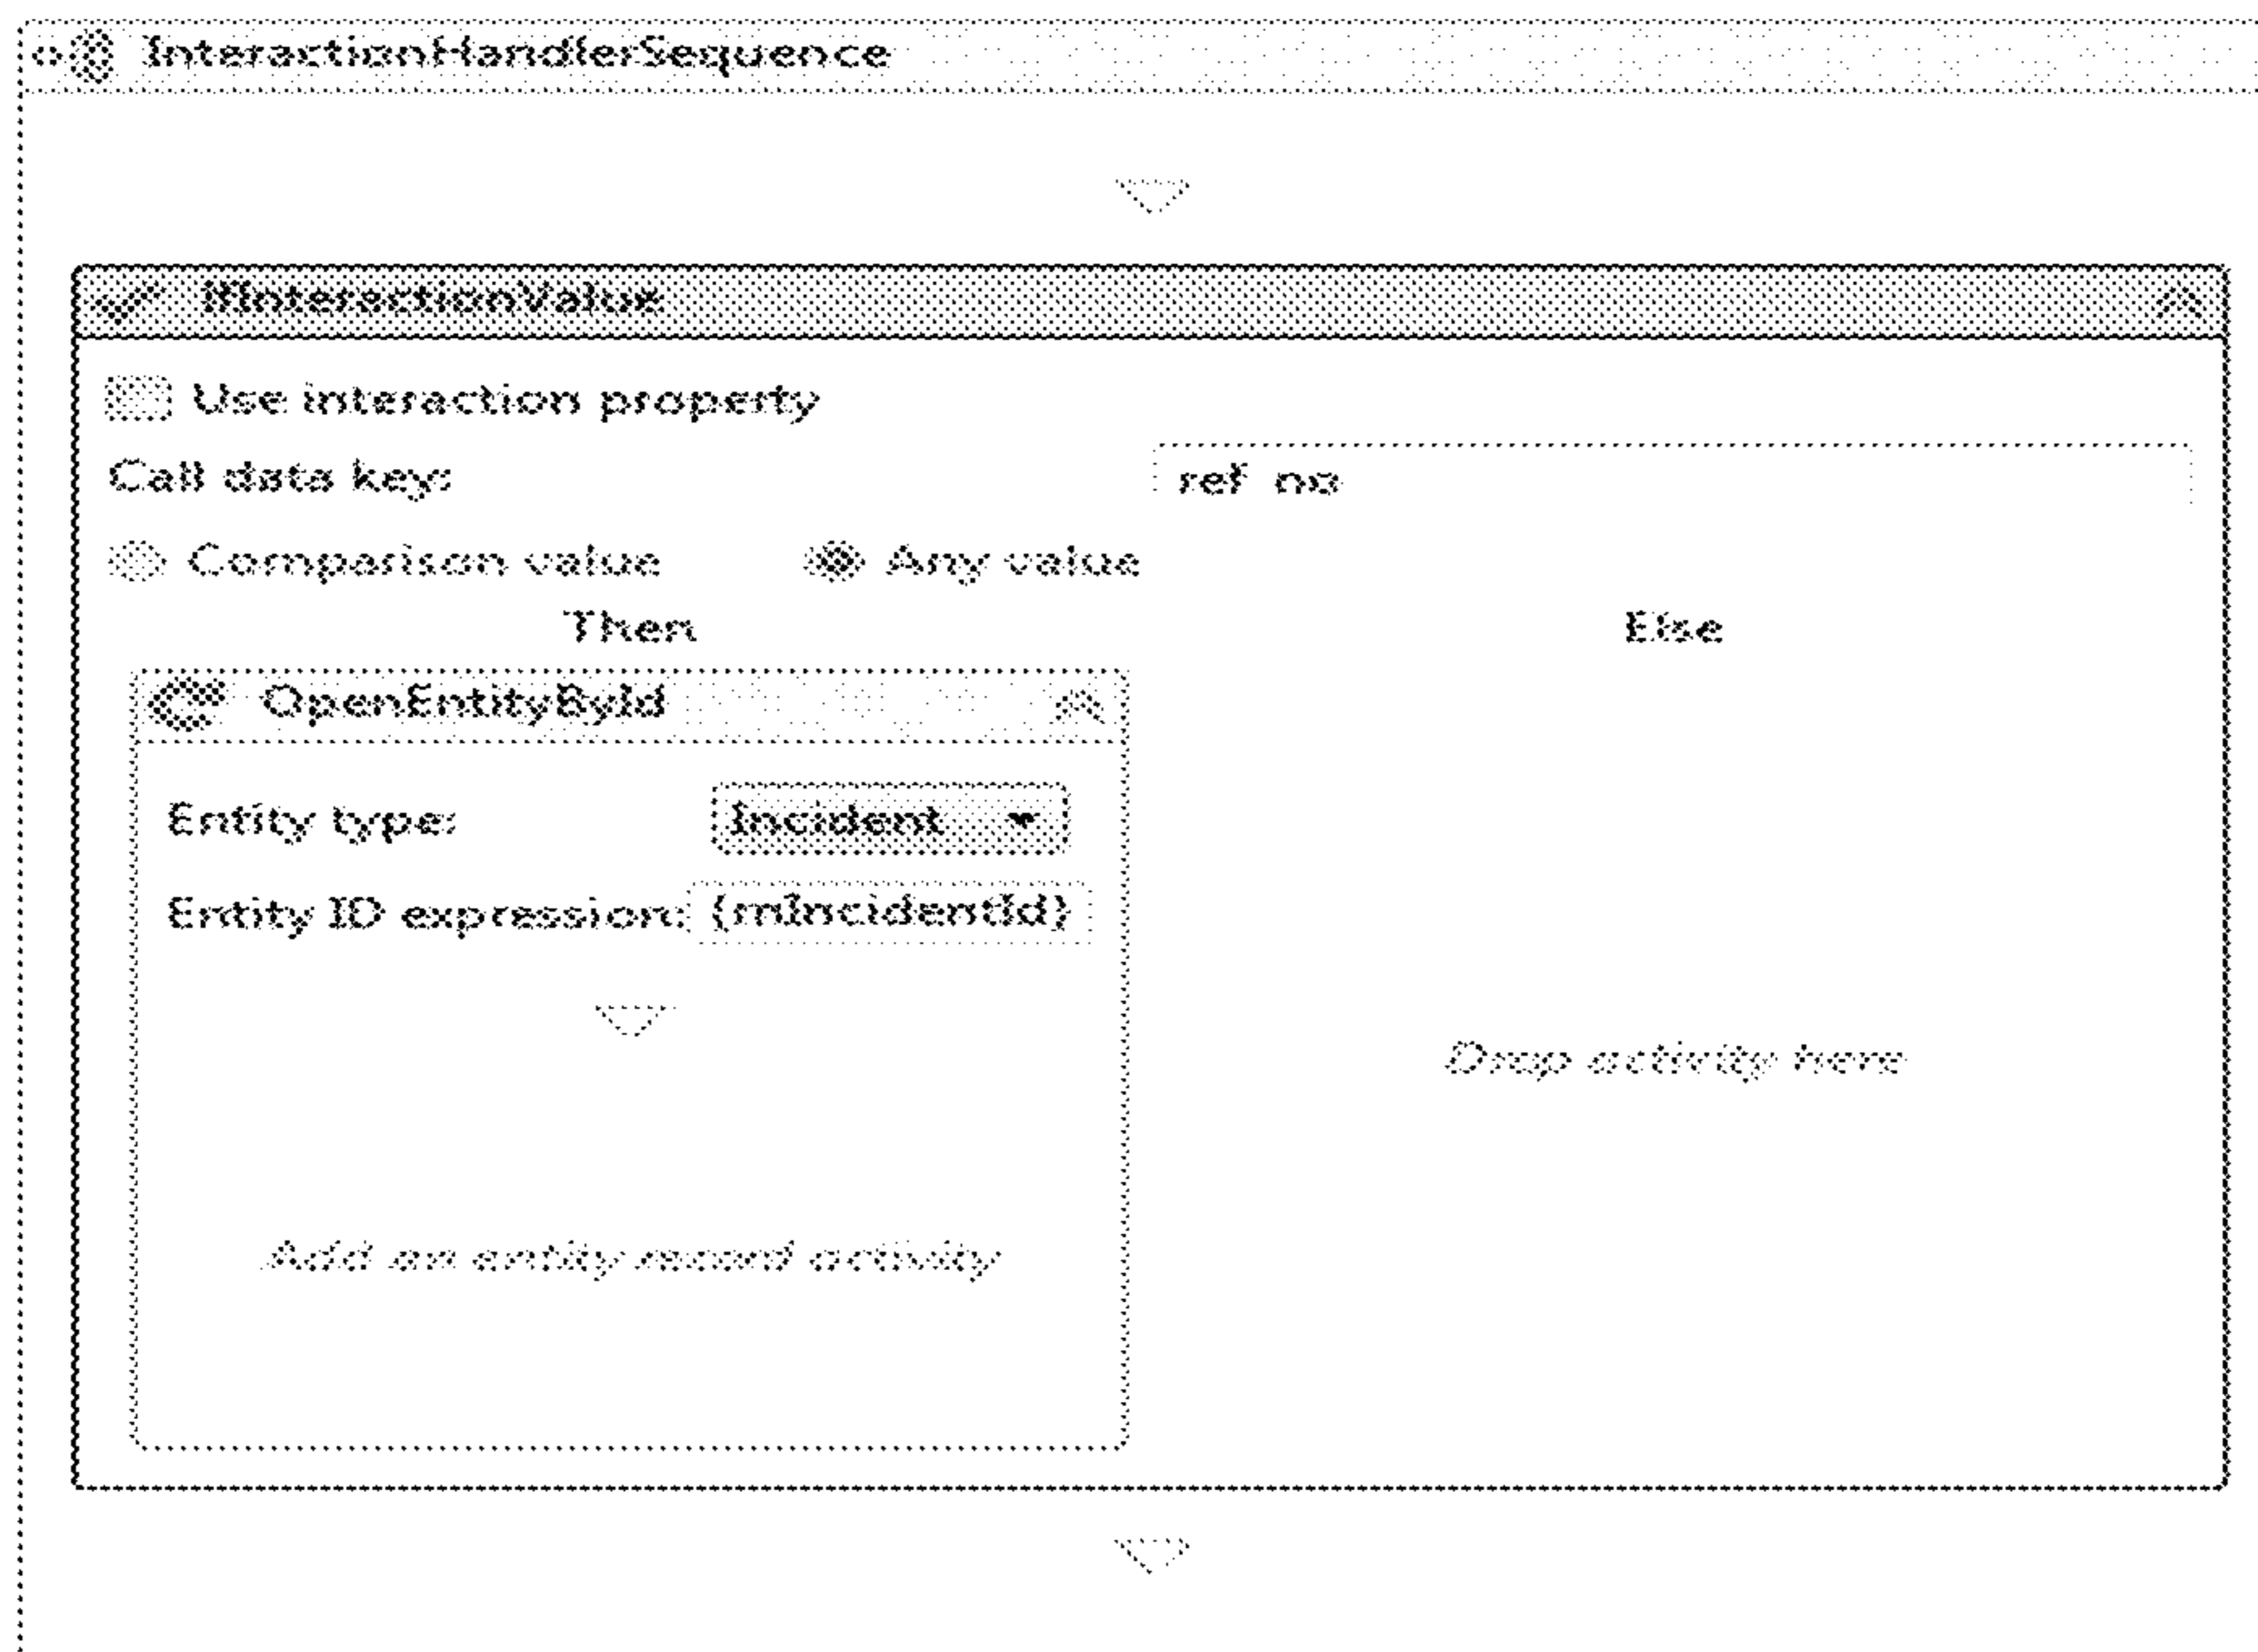 InteractionHandlerSequence
ifInteractionValue
Use interaction property
Call data key: ref no
Comparison value Any value
Then Else
OpenEntityById
Entity type: Incident
Entity ID expression: {mIncidentId}
Drop activity here
Add an entity record activity